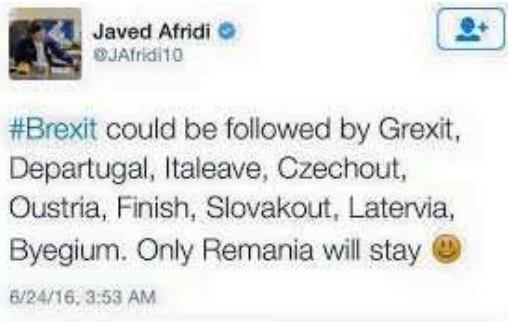 Javed Afridi
@JAfridi10
#Brexit could be followed by Grexit,
Departugal, Italeave, Czechout,
Oustria, Finish, Slovakout, Latervia,
Byegium. Only Remania will stay 😃
6/24/16, 3:53 AM